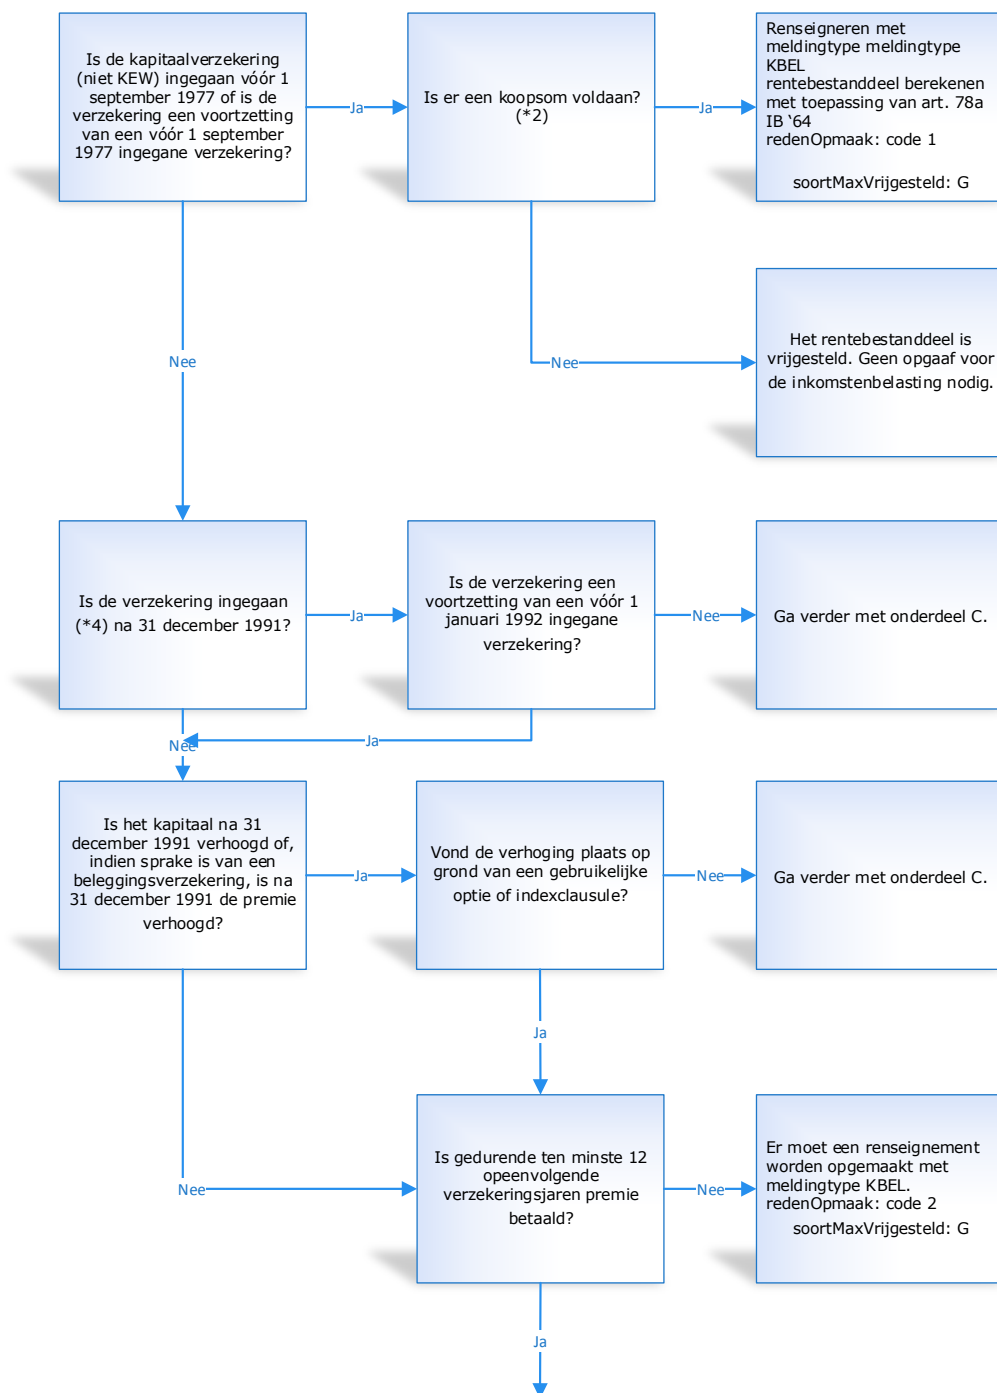 Is de kapitaalverzekering
(niet KEW) ingegaan vóór 1
september 1977 of is de
verzekering een voortzetting
van een vóór 1 september
1977 ingegane verzekering?
Ja
Is er een koopsom voldaan?
(*2)
Ja
Renseigneren met
meldingtype meldingtype
KBEL
rentebestanddeel berekenen
met toepassing van art. 78a
IB ‘64
redenOpmaak: code 1
soortMaxVrijgesteld: G
Nee
Nee
Het rentebestanddeel is
vrijgesteld. Geen opgaaf voor
de inkomstenbelasting nodig.
Is de verzekering ingegaan
(*4) na 31 december 1991?
Ja
Is de verzekering een
voortzetting van een vóór 1
januari 1992 ingegane
verzekering?
Nee
Ga verder met onderdeel C.
Nee
Ja
Is het kapitaal na 31
december 1991 verhoogd of,
indien sprake is van een
beleggingsverzekering, is na
31 december 1991 de premie
verhoogd?
Ja
Vond de verhoging plaats op
grond van een gebruikelijke
optie of indexclausule?
Nee
Ga verder met onderdeel C.
Ja
Nee
Is gedurende ten minste 12
opeenvolgende
verzekeringsjaren premie
betaald?
Nee
Er moet een renseignement
worden opgemaakt met
meldingtype KBEL.
redenOpmaak: code 2
soortMaxVrijgesteld: G
Ja